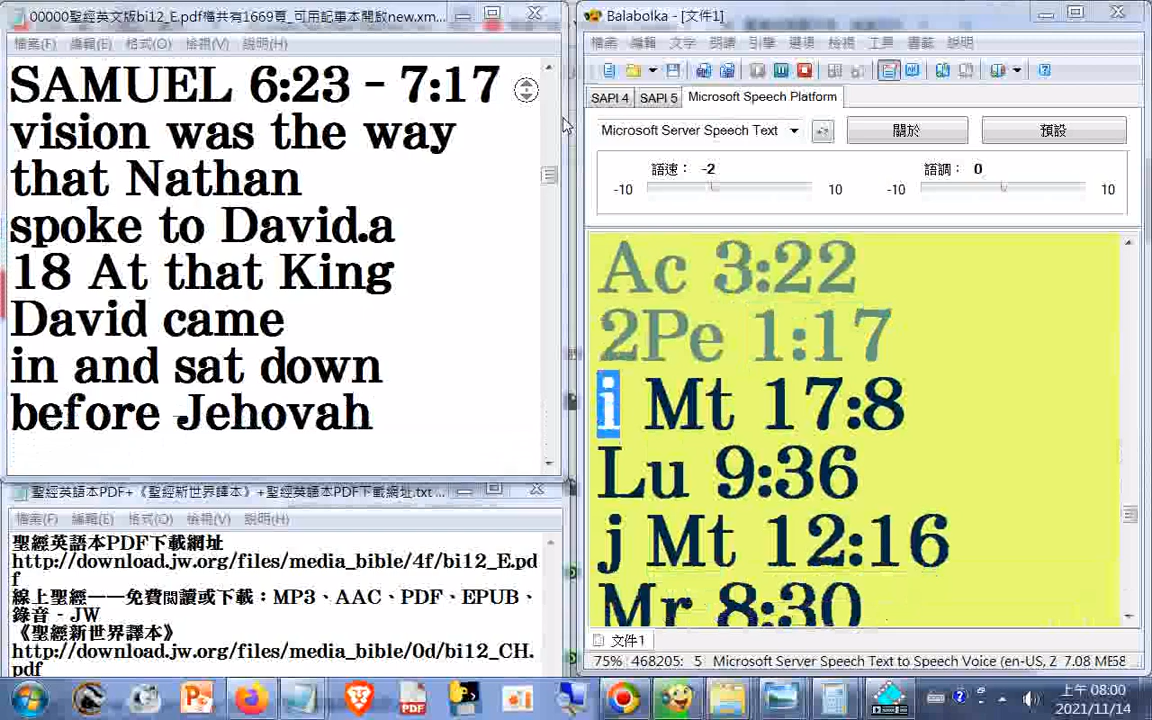 00000聖經英文版bi12_E.pdf檔共有1669頁_可用記事本開啟new.xm...
檔案(F) 編輯(E) 格式(O) 檢視(V) 說明(H)
SAMUEL 6:23 – 7:17
vision was the way
that Nathan
spoke to David.a
18 At that King
David came
in and sat down
before Jehovah
聖經英語本PDF+《聖經新世界譯本》+聖經英語本PDF下載網址.txt ...
檔案(F) 編輯(E) 格式(O) 檢視(V) 說明(H)
聖經英語本PDF下載網址
http://download.jw.org/files/media_bible/4f/bi12_E.pd
f
線上聖經——免費閱讀或下載：MP3、AAC、PDF、EPUB、
錄音 - JW
《聖經新世界譯本》
http://download.jw.org/files/media_bible/0d/bi12_CH.
pdf
Balabolka - [文件1]
檔案 編輯 文字 閱讀 引擎 選項 檢視 工具 書籤 說明
SAPI 4 SAPI 5 Microsoft Speech Platform
Microsoft Server Speech Text 關於 預設
語速： -2 語調： 0
-10 10 -10 10
Ac 3:22
2Pe 1:17
i Mt 17:8
Lu 9:36
j Mt 12:16
Mr 8:30
文件1
75% 468205: 5 Microsoft Server Speech Text to Speech Voice (en-US, Z 7.08 ME58
上午 08:00
2021/11/14